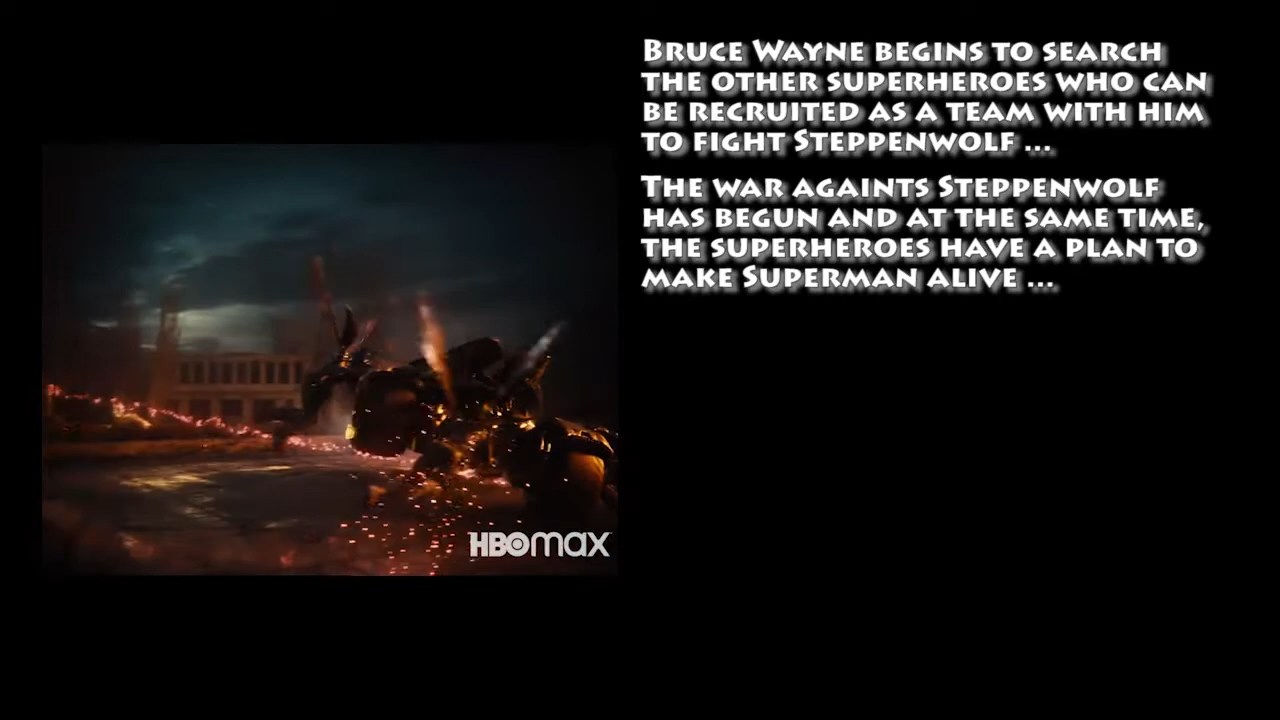 BRUCE WAYNE BEGINS TO SEARCH
THE OTHER SUPERHEROES WHO CAN
BE RECRUITED AS A TEAM WITH HIM
TO FIGHT STEPPENWOLF ...
THE WAR AGAINTS STEPPENWOLF
HAS BEGUN AND AT THE SAME TIME,
THE SUPERHEROES HAVE A PLAN TO
MAKE SUPERMAN ALIVE ...
HBOmax